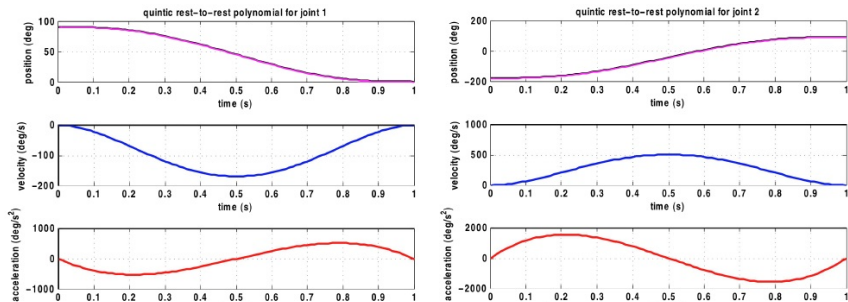 quintic rest-to-rest polynomial for joint 1
100
50
0
position (deg)
0 0.1 0.2 0.3 0.4 0.5 0.6 0.7 0.8 0.9 1
time (s)
0
-100
-200
velocity (deg/s)
0 0.1 0.2 0.3 0.4 0.5 0.6 0.7 0.8 0.9 1
time (s)
1000
0
-1000
acceleration (deg/s²)
0 0.1 0.2 0.3 0.4 0.5 0.6 0.7 0.8 0.9 1
quintic rest-to-rest polynomial for joint 2
200
0
-200
position (deg)
0 0.1 0.2 0.3 0.4 0.5 0.6 0.7 0.8 0.9 1
time (s)
1000
500
0
velocity (deg/s)
0 0.1 0.2 0.3 0.4 0.5 0.6 0.7 0.8 0.9 1
time (s)
2000
0
-2000
acceleration (deg/s²)
0 0.1 0.2 0.3 0.4 0.5 0.6 0.7 0.8 0.9 1